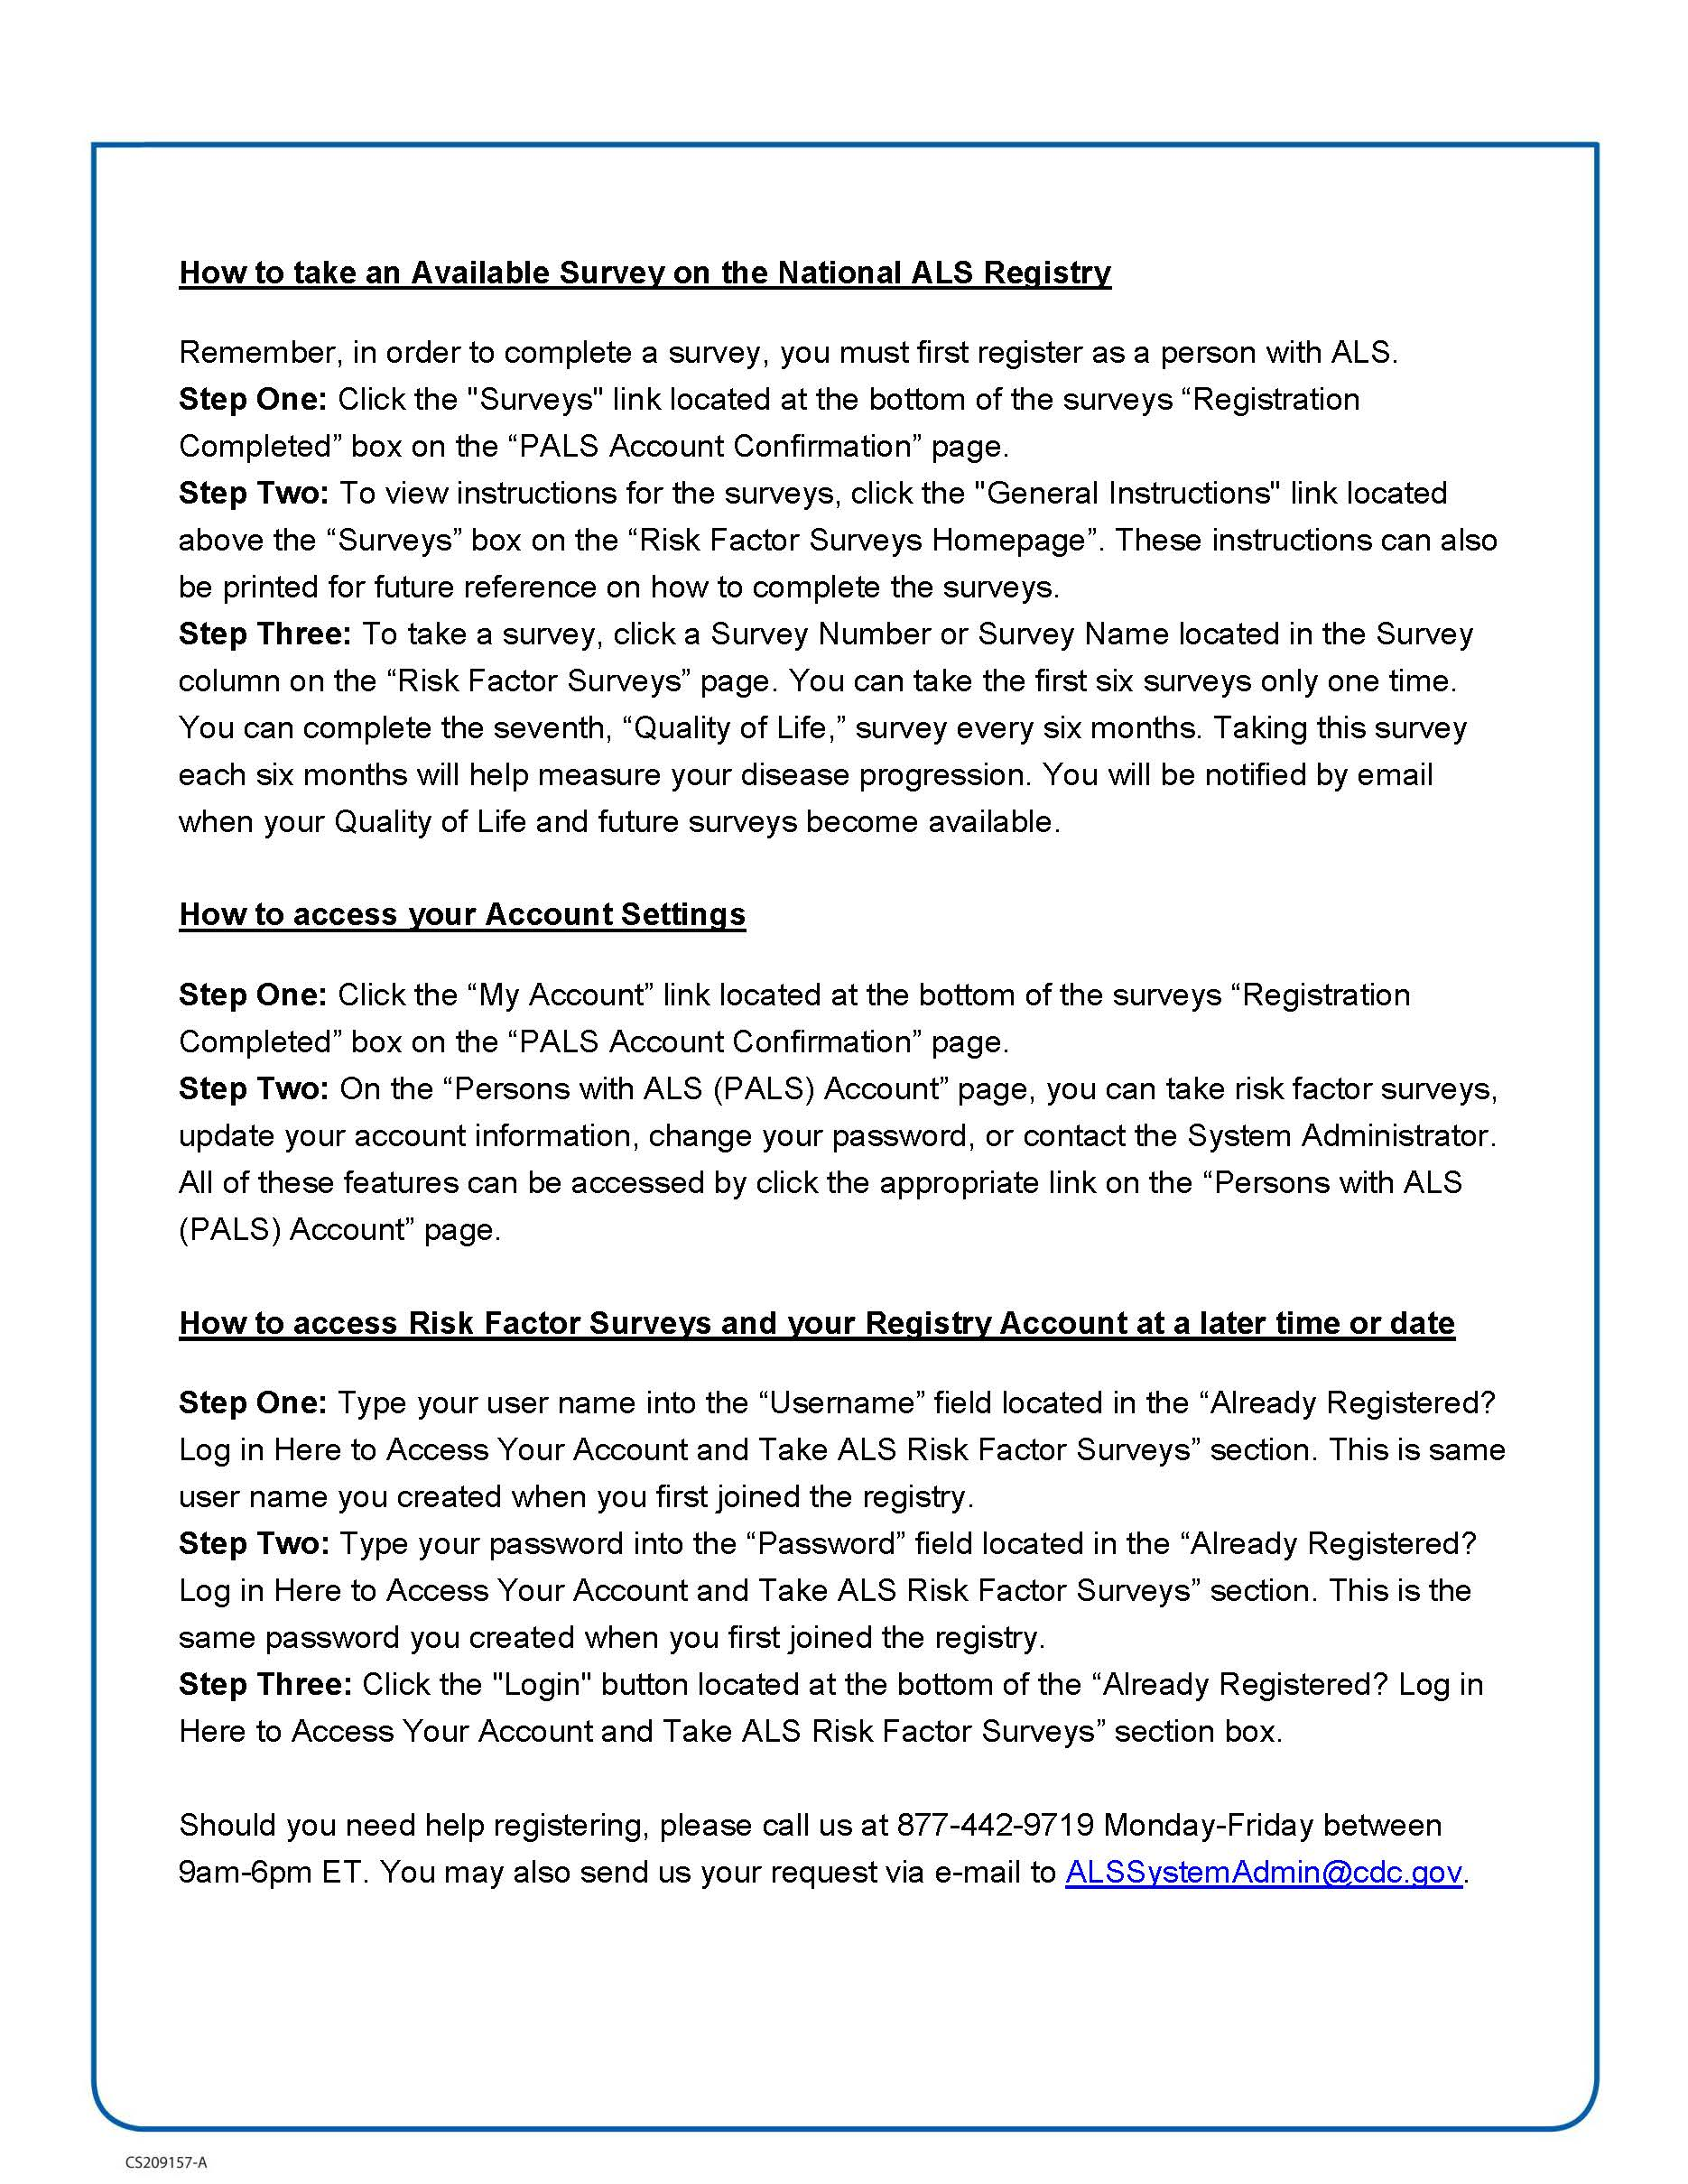 How to take an Available Survey on the National ALS Registry
Remember, in order to complete a survey, you must first register as a person with ALS.
Step One: Click the "Surveys" link located at the bottom of the surveys “Registration
Completed” box on the “PALS Account Confirmation” page.
Step Two: To view instructions for the surveys, click the "General Instructions" link located
above the “Surveys” box on the “Risk Factor Surveys Homepage”. These instructions can also
be printed for future reference on how to complete the surveys.
Step Three: To take a survey, click a Survey Number or Survey Name located in the Survey
column on the “Risk Factor Surveys” page. You can take the first six surveys only one time.
You can complete the seventh, “Quality of Life,” survey every six months. Taking this survey
each six months will help measure your disease progression. You will be notified by email
when your Quality of Life and future surveys become available.
How to access your Account Settings
Step One: Click the “My Account” link located at the bottom of the surveys “Registration
Completed” box on the “PALS Account Confirmation” page.
Step Two: On the “Persons with ALS (PALS) Account” page, you can take risk factor surveys,
update your account information, change your password, or contact the System Administrator.
All of these features can be accessed by click the appropriate link on the “Persons with ALS
(PALS) Account” page.
How to access Risk Factor Surveys and your Registry Account at a later time or date
Step One: Type your user name into the “Username” field located in the “Already Registered?
Log in Here to Access Your Account and Take ALS Risk Factor Surveys” section. This is same
user name you created when you first joined the registry.
Step Two: Type your password into the “Password” field located in the “Already Registered?
Log in Here to Access Your Account and Take ALS Risk Factor Surveys” section. This is the
same password you created when you first joined the registry.
Step Three: Click the "Login" button located at the bottom of the “Already Registered? Log in
Here to Access Your Account and Take ALS Risk Factor Surveys” section box.
Should you need help registering, please call us at 877-442-9719 Monday-Friday between
9am-6pm ET. You may also send us your request via e-mail to ALSSystemAdmin@cdc.gov.
CS209157-A